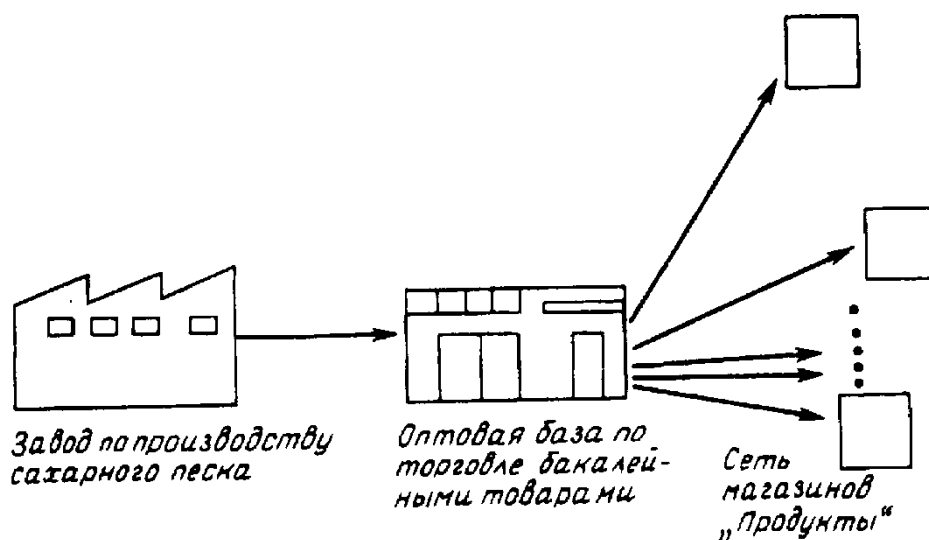 Завод по производству
сахарного песка
Оптовая база по
торговле бакалей-
ными товарами
Сеть
магазинов
„Продукты“